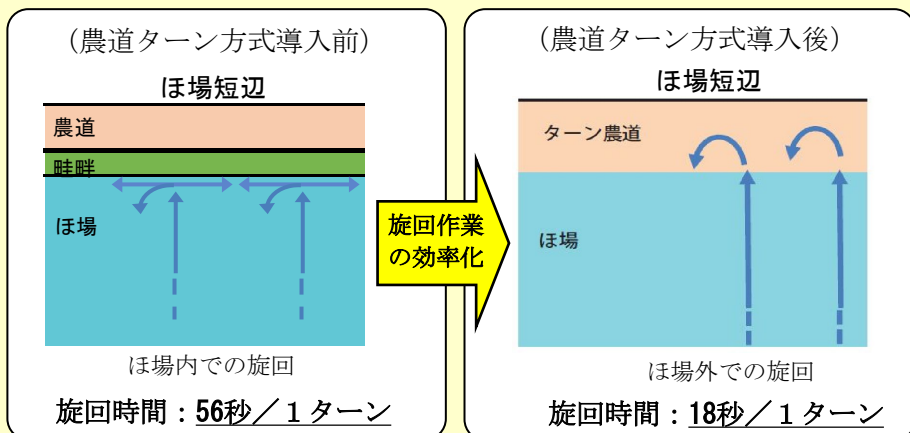 (農道ターン方式導入前)
ほ場短辺
農道
畦畔
ほ場
ほ場内での旋回
旋回時間：56秒／１ターン
旋回作業
の効率化
(農道ターン方式導入後)
ほ場短辺
ターン農道
ほ場
ほ場外での旋回
旋回時間：18秒／１ターン